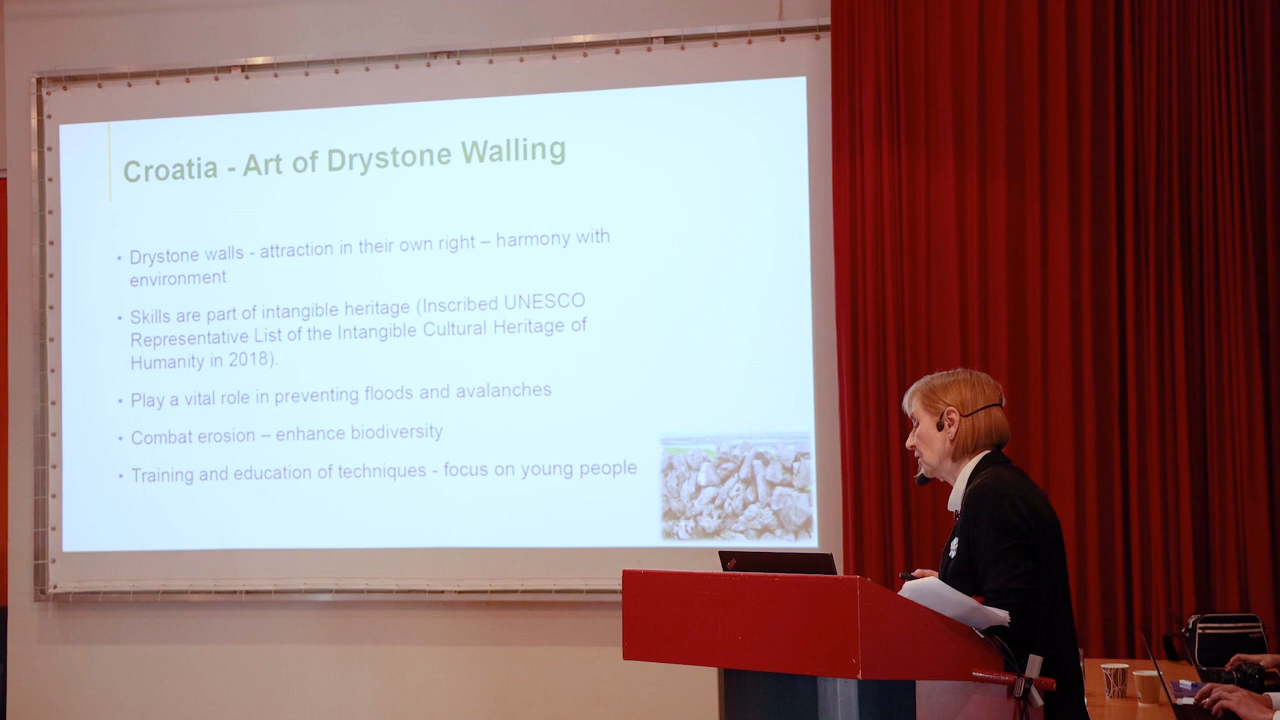 Croatia - Art of Drystone Walling
• Drystone walls - attraction in their own right – harmony with
environment
• Skills are part of intangible heritage (Inscribed UNESCO
Representative List of the Intangible Cultural Heritage of
Humanity in 2018).
• Play a vital role in preventing floods and avalanches
• Combat erosion – enhance biodiversity
• Training and education of techniques - focus on young people